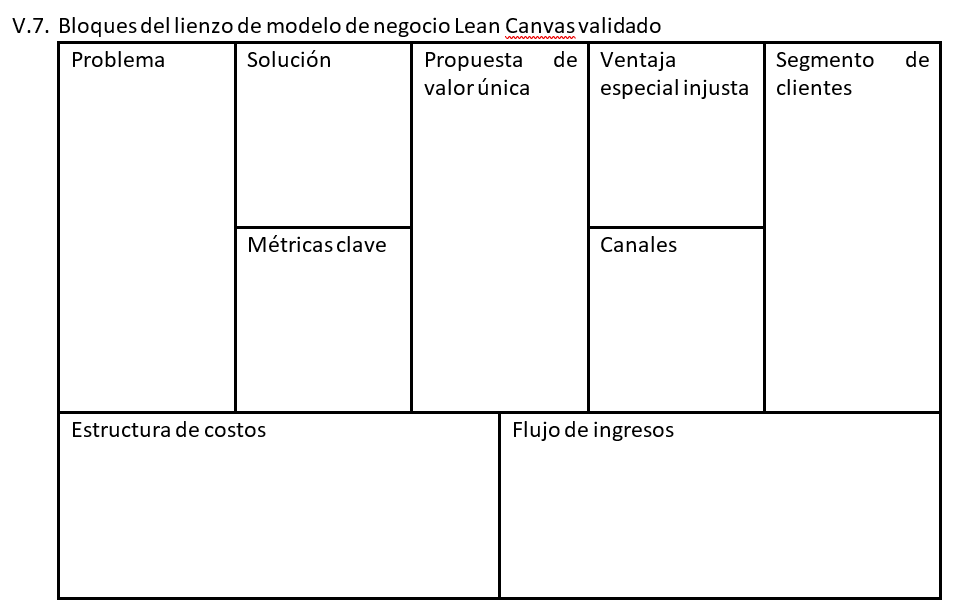 V.7. Bloques del lienzo de modelo de negocio Lean Canvas validado
Problema
Solución
Propuesta de
valor única
Ventaja
especial injusta
Segmento de
clientes
Métricas clave
Canales
Estructura de costos
Flujo de ingresos